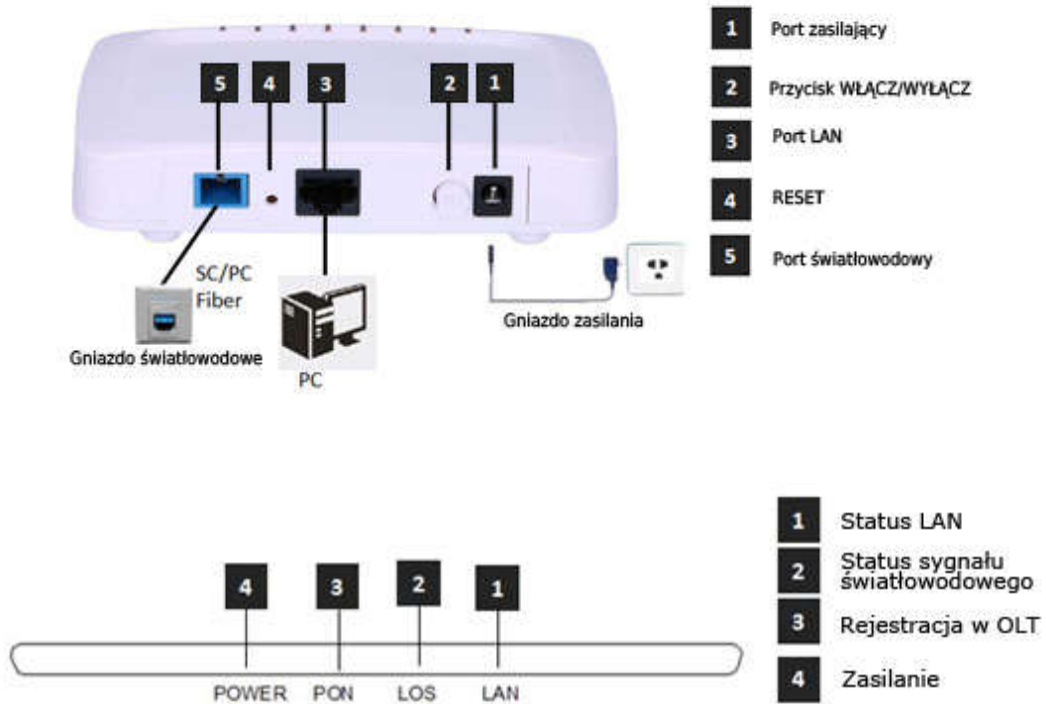 1 Port zasilający
5 4 3 2 1
2 Przycisk WŁĄCZ/WYŁĄCZ
3 Port LAN
4 RESET
5 Port światłowodowy
SC/PC
Fiber
Gniazdo zasilania
Gniazdo światłowodowe
PC
1 Status LAN
2 Status sygnału
światłowodowego
4 3 2 1
3 Rejestracja w OLT
4 Zasilanie
POWER PON LOS LAN